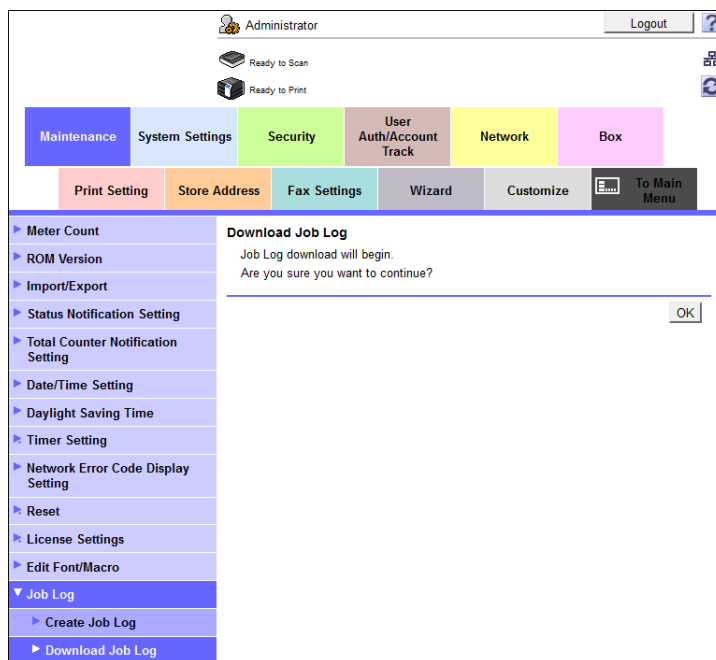 Administrator
Logout
?
Ready to Scan
Ready to Print
Maintenance
System Settings
Security
User
Auth/Account
Track
Network
Box
Print Setting
Store Address
Fax Settings
Wizard
Customize
To Main
Menu
Meter Count
ROM Version
Import/Export
Status Notification Setting
Total Counter Notification
Setting
Date/Time Setting
Daylight Saving Time
Timer Setting
Network Error Code Display
Setting
Reset
License Settings
Edit Font/Macro
Job Log
Create Job Log
Download Job Log
Download Job Log
Job Log download will begin.
Are you sure you want to continue?
OK